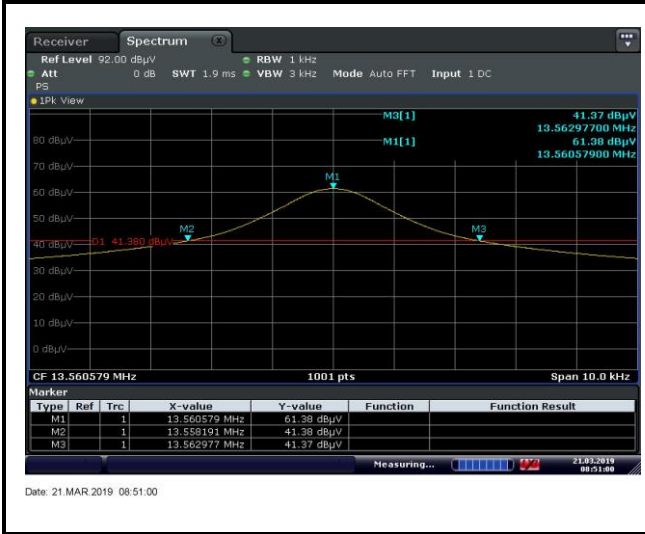 Receiver Spectrum
Ref Level 92.00 dBµV RBW 1 kHz
Att 0 dB SWT 1.9 ms VBW 3 kHz Mode Auto FFT Input 1 DC
PS
1Pk View
M3[1] 41.37 dBµV
13.56297700 MHz
80 dBµV M1[1] 61.38 dBµV
13.56057900 MHz
70 dBµV
M1
60 dBµV
50 dBµV
M2 M3
40 dBµV D1 41.380 dBµV
30 dBµV
20 dBµV
10 dBµV
0 dBµV
CF 13.560579 MHz 1001 pts Span 10.0 kHz
Marker
Type Ref Trc X-value Y-value Function Function Result
M1 1 13.560579 MHz 61.38 dBµV
M2 1 13.558191 MHz 41.38 dBµV
M3 1 13.562977 MHz 41.37 dBµV
Measuring... 21.03.2019
08:51:00
Date: 21.MAR.2019 08:51:00